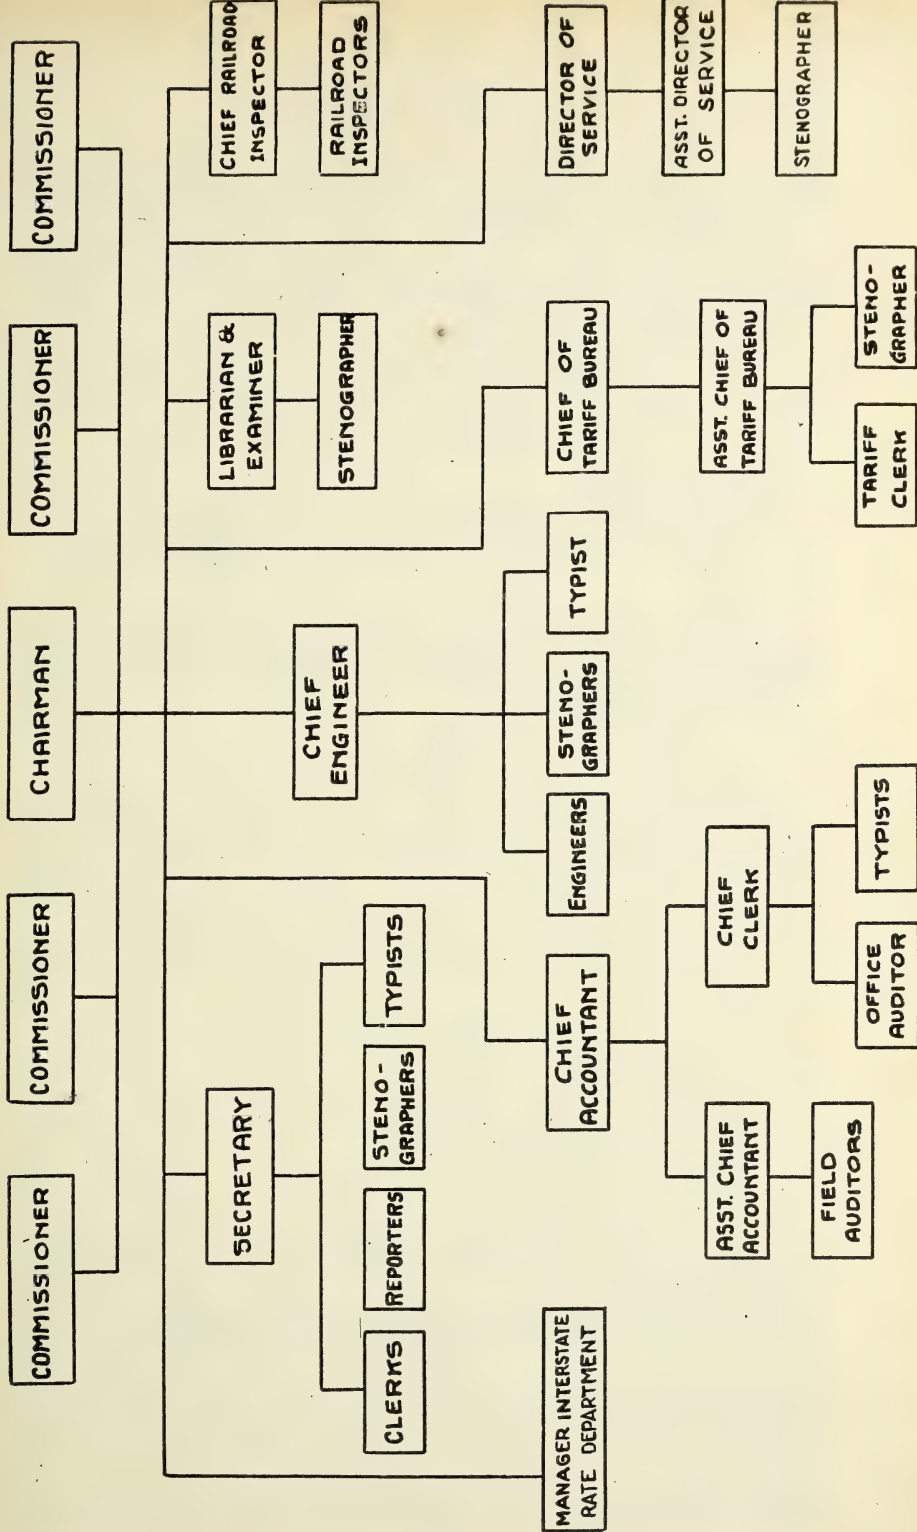 COMMISSIONER
COMMISSIONER
CHAIRMAN
COMMISSIONER
COMMISSIONER
SECRETARY
CLERKS
REPORTERS
STENO-
GRAPHERS
TYPISTS
LIBRARIAN &
EXAMINER
STENOGRAPHER
CHIEF RAILROAD
INSPECTOR
RAILROAD
INSPECTORS
CHIEF
ENGINEER
ENGINEERS
STENO-
GRAPHERS
TYPIST
MANAGER INTERSTATE
RATE DEPARTMENT
CHIEF
ACCOUNTANT
ASST. CHIEF
ACCOUNTANT
FIELD
AUDITORS
CHIEF
CLERK
OFFICE
AUDITOR
TYPISTS
CHIEF OF
TARIFF BUREAU
ASST. CHIEF OF
TARIFF BUREAU
TARIFF
CLERK
STENO-
GRAPHER
DIRECTOR OF
SERVICE
ASST. DIRECTOR
OF SERVICE
STENOGRAPHER